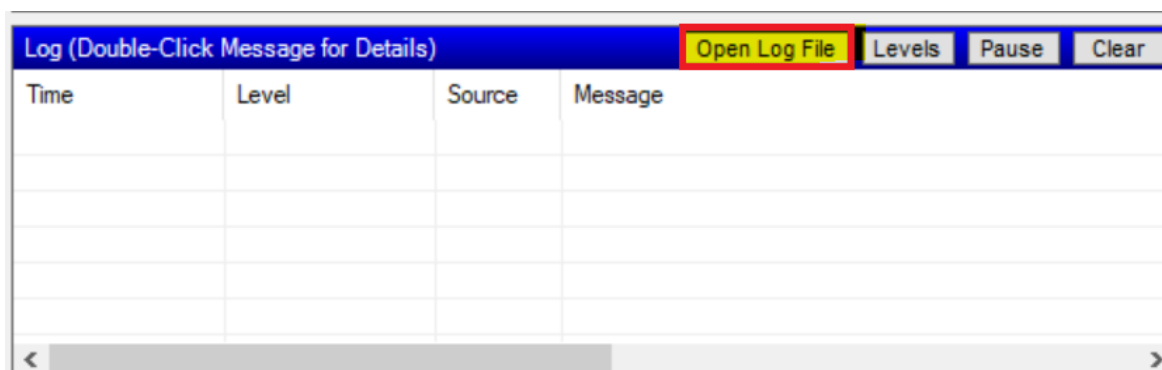 Log (Double-Click Message for Details) Open Log File Levels Pause Clear
Time Level Source Message